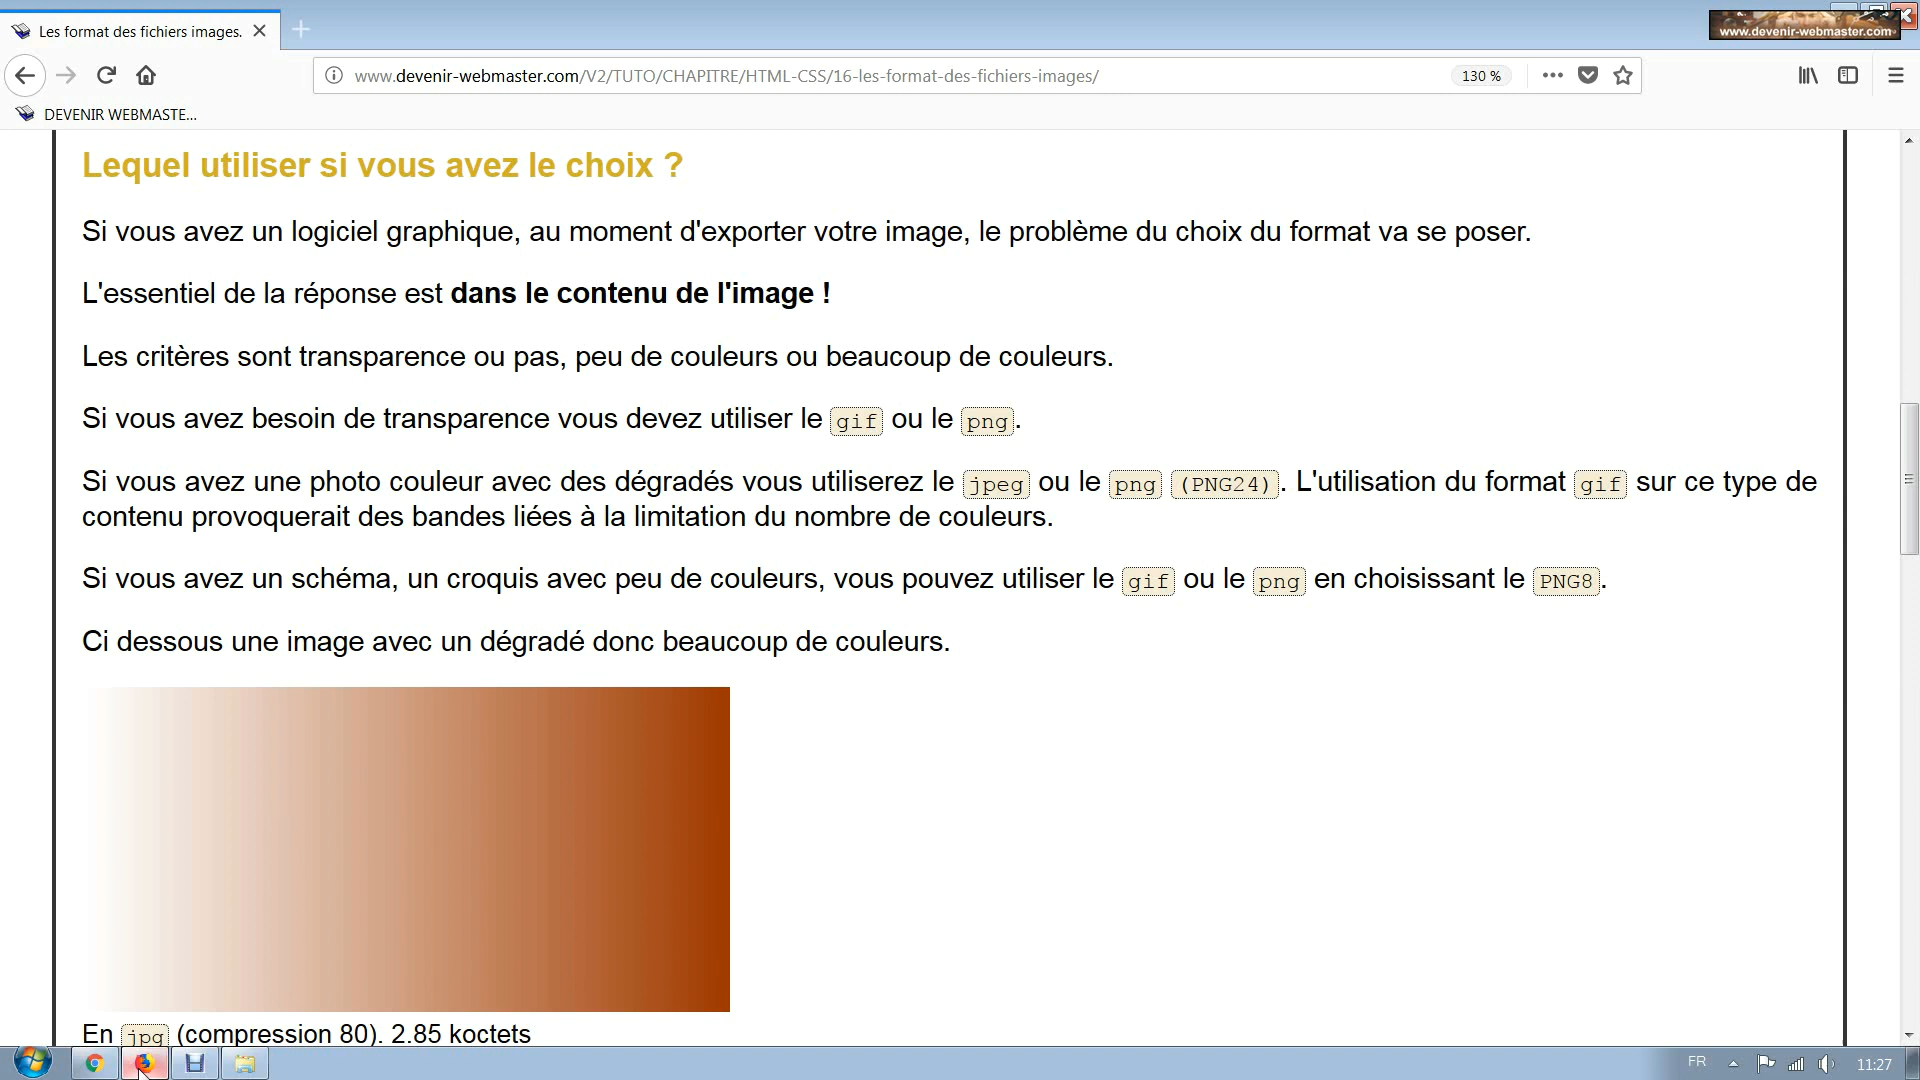 Les format des fichiers images.
www.devenir-webmaster.com
www.devenir-webmaster.com/V2/TUTO/CHAPITRE/HTML-CSS/16-les-format-des-fichiers-images/
130 %
DEVENIR WEBMASTE...
Lequel utiliser si vous avez le choix ?
Si vous avez un logiciel graphique, au moment d'exporter votre image, le problème du choix du format va se poser.
L'essentiel de la réponse est dans le contenu de l'image !
Les critères sont transparence ou pas, peu de couleurs ou beaucoup de couleurs.
Si vous avez besoin de transparence vous devez utiliser le gif ou le png.
Si vous avez une photo couleur avec des dégradés vous utiliserez le jpeg ou le png (PNG24). L'utilisation du format gif sur ce type de
contenu provoquerait des bandes liées à la limitation du nombre de couleurs.
Si vous avez un schéma, un croquis avec peu de couleurs, vous pouvez utiliser le gif ou le png en choisissant le PNG8.
Ci dessous une image avec un dégradé donc beaucoup de couleurs.
En jpg (compression 80). 2.85 koctets
FR
11:27